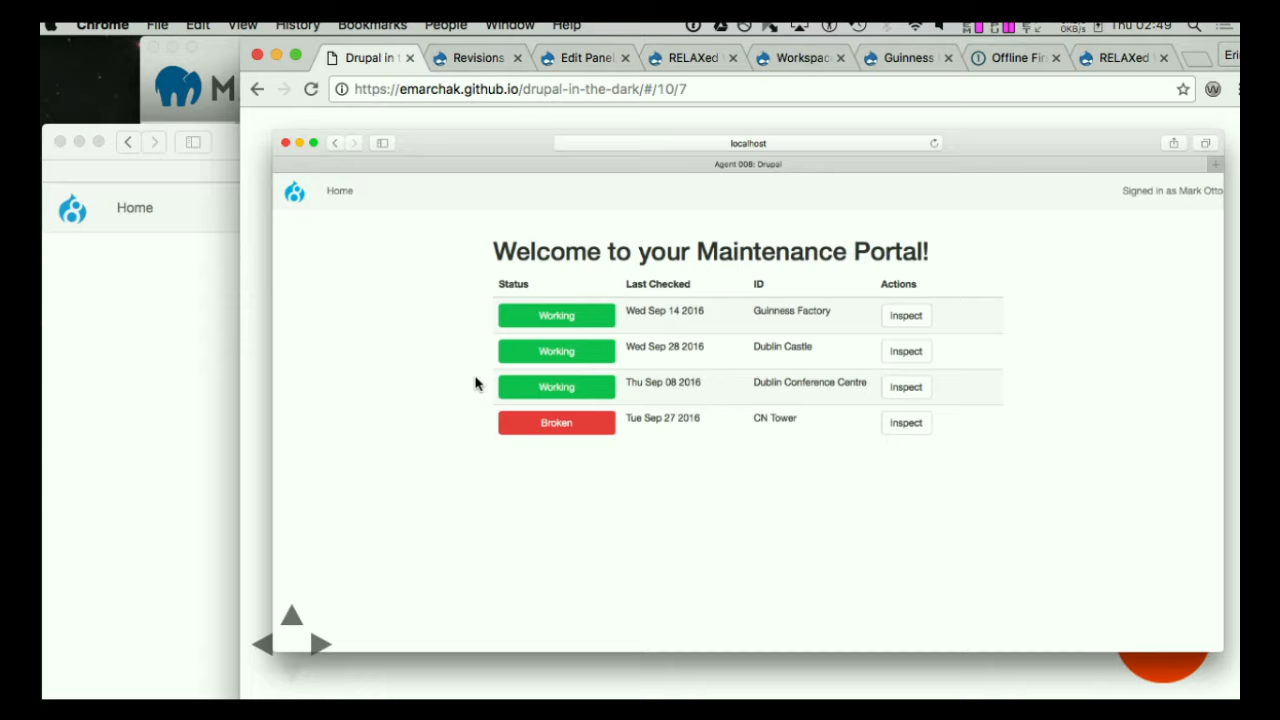 Chrome File Edit View History Bookmarks People Window Help Thu 02:49
Drupal in t Revisions Edit Panel RELAXed Workspac Guinness Offline Fir RELAXed Eri
https://emarchak.github.io/drupal-in-the-dark/#/10/7
M
localhost
Agent 008: Drupal
Home Signed in as Mark Otto
Home
Welcome to your Maintenance Portal!
Status Last Checked ID Actions
Working Wed Sep 14 2016 Guinness Factory Inspect
Working Wed Sep 28 2016 Dublin Castle Inspect
Working Thu Sep 08 2016 Dublin Conference Centre Inspect
Broken Tue Sep 27 2016 CN Tower Inspect